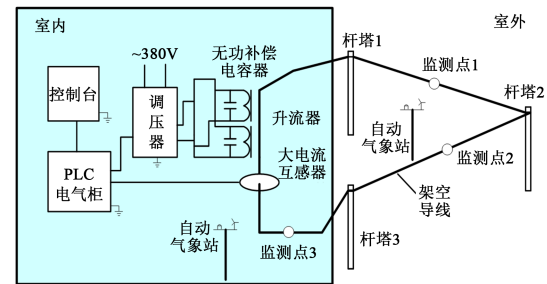 室内
室外
~380V
无功补偿
电容器
杆塔1
监测点1
杆塔2
控制台
调
压
器
升流器
自动
气象站
监测点2
大电流
互感器
PLC
电气柜
架空
导线
自动
气象站
监测点3
杆塔3